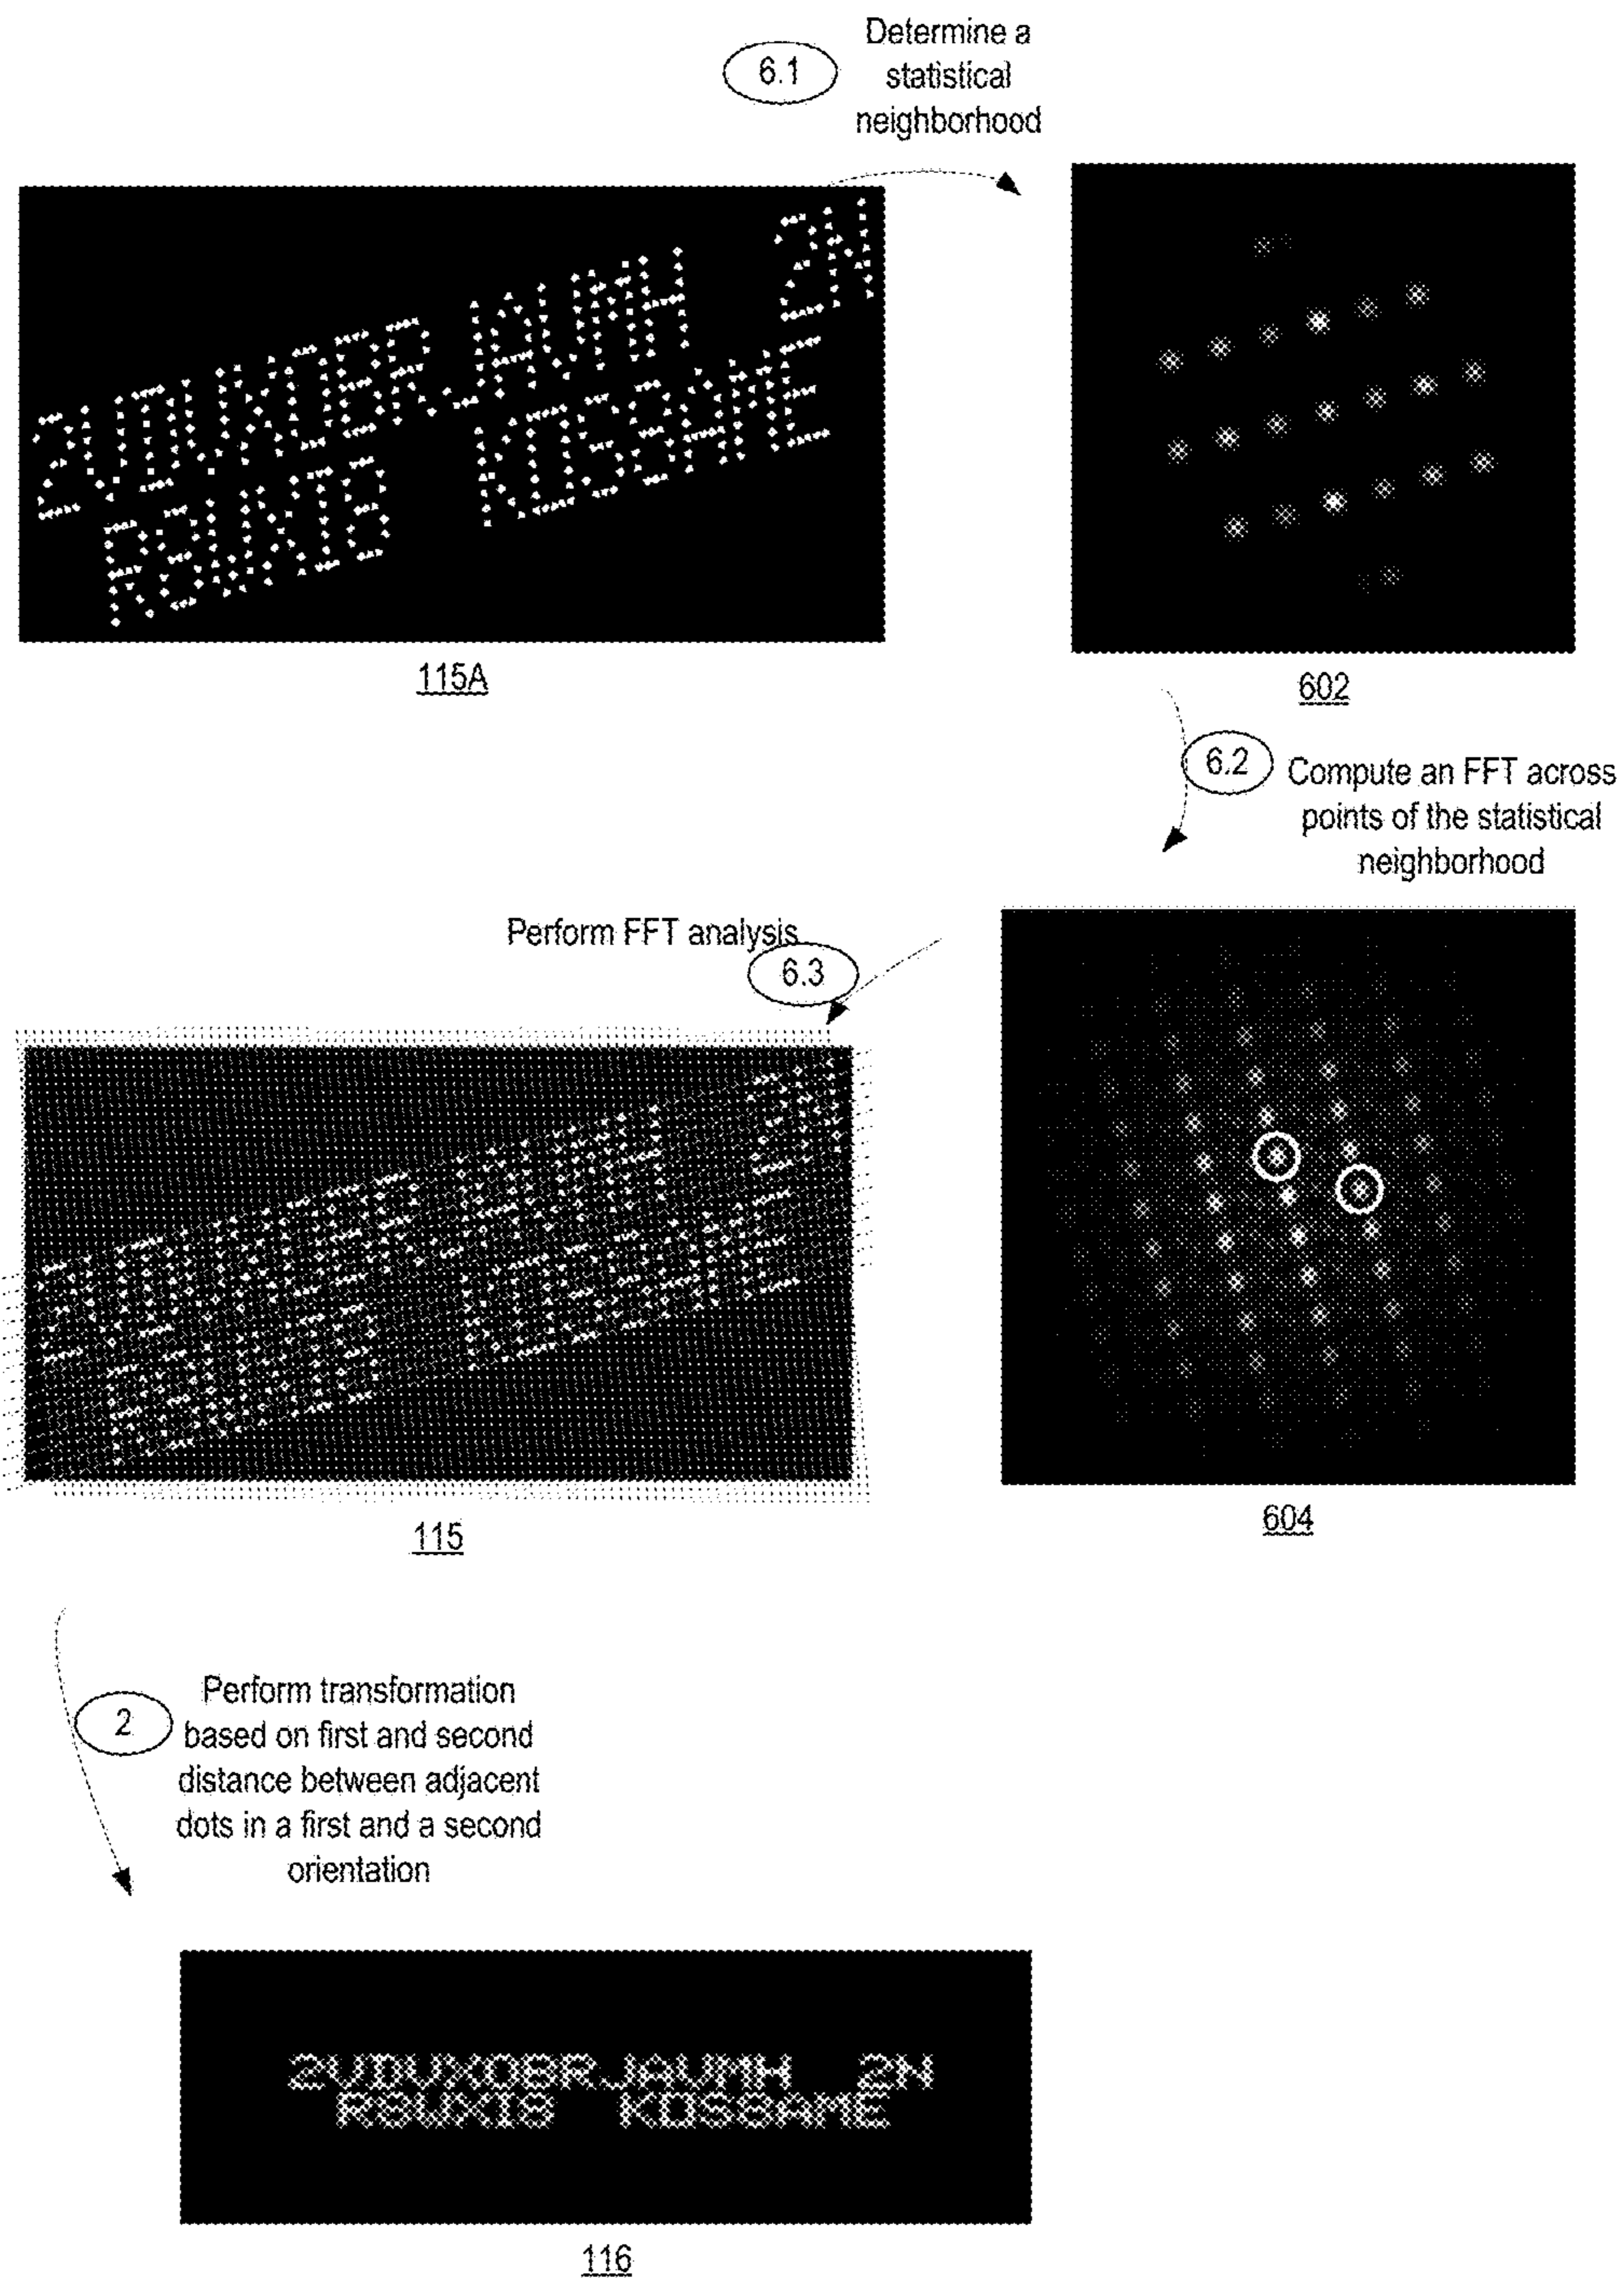 6.1
Determine a
statistical
neighborhood
115A
602
6.2
Compute an FFT across
points of the statistical
neighborhood
Perform FFT analysis
6.3
115
604
2
Perform transformation
based on first and second
distance between adjacent
dots in a first and a second
orientation
JAUMH 2N
116